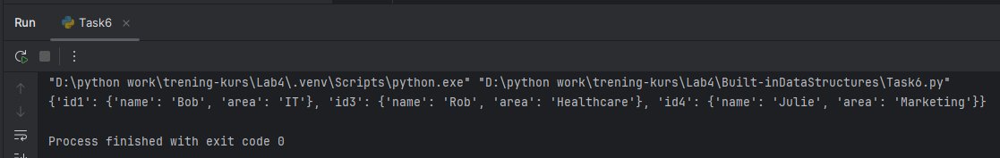 Run Task6
"D:\python work\trening-kurs\Lab4\.venv\Scripts\python.exe" "D:\python work\trening-kurs\Lab4\Built-inDataStructures\Task6.py"
{'id1': {'name': 'Bob', 'area': 'IT'}, 'id3': {'name': 'Rob', 'area': 'Healthcare'}, 'id4': {'name': 'Julie', 'area': 'Marketing'}}
Process finished with exit code 0